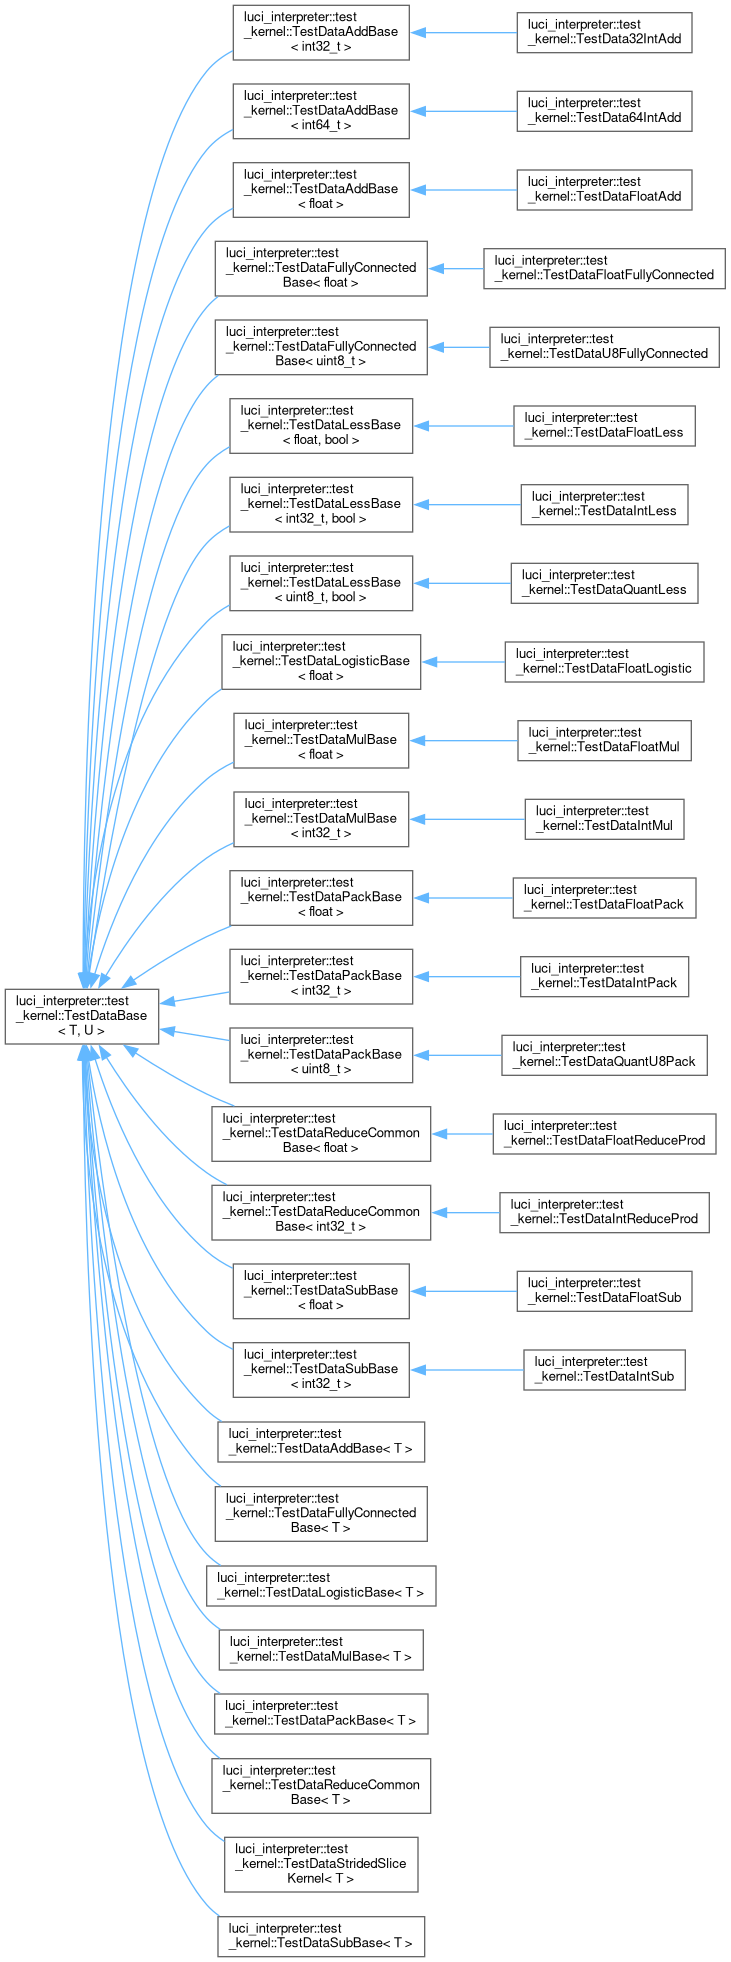 luci_interpreter::test
_kernel::TestDataAddBase
< int32_t >
luci_interpreter::test
_kernel::TestData32IntAdd
luci_interpreter::test
_kernel::TestDataAddBase
< int64_t >
luci_interpreter::test
_kernel::TestData64IntAdd
luci_interpreter::test
_kernel::TestDataAddBase
< float >
luci_interpreter::test
_kernel::TestDataFloatAdd
luci_interpreter::test
_kernel::TestDataFullyConnected
Base< float >
luci_interpreter::test
_kernel::TestDataFloatFullyConnected
luci_interpreter::test
_kernel::TestDataFullyConnected
Base< uint8_t >
luci_interpreter::test
_kernel::TestDataU8FullyConnected
luci_interpreter::test
_kernel::TestDataLessBase
< float, bool >
luci_interpreter::test
_kernel::TestDataFloatLess
luci_interpreter::test
_kernel::TestDataLessBase
< int32_t, bool >
luci_interpreter::test
_kernel::TestDataIntLess
luci_interpreter::test
_kernel::TestDataLessBase
< uint8_t, bool >
luci_interpreter::test
_kernel::TestDataQuantLess
luci_interpreter::test
_kernel::TestDataLogisticBase
< float >
luci_interpreter::test
_kernel::TestDataFloatLogistic
luci_interpreter::test
_kernel::TestDataMulBase
< float >
luci_interpreter::test
_kernel::TestDataFloatMul
luci_interpreter::test
_kernel::TestDataMulBase
< int32_t >
luci_interpreter::test
_kernel::TestDataIntMul
luci_interpreter::test
_kernel::TestDataPackBase
< float >
luci_interpreter::test
_kernel::TestDataFloatPack
luci_interpreter::test
_kernel::TestDataPackBase
< int32_t >
luci_interpreter::test
_kernel::TestDataIntPack
luci_interpreter::test
_kernel::TestDataBase
< T, U >
luci_interpreter::test
_kernel::TestDataPackBase
< uint8_t >
luci_interpreter::test
_kernel::TestDataQuantU8Pack
luci_interpreter::test
_kernel::TestDataReduceCommon
Base< float >
luci_interpreter::test
_kernel::TestDataFloatReduceProd
luci_interpreter::test
_kernel::TestDataReduceCommon
Base< int32_t >
luci_interpreter::test
_kernel::TestDataIntReduceProd
luci_interpreter::test
_kernel::TestDataSubBase
< float >
luci_interpreter::test
_kernel::TestDataFloatSub
luci_interpreter::test
_kernel::TestDataSubBase
< int32_t >
luci_interpreter::test
_kernel::TestDataIntSub
luci_interpreter::test
_kernel::TestDataAddBase< T >
luci_interpreter::test
_kernel::TestDataFullyConnected
Base< T >
luci_interpreter::test
_kernel::TestDataLogisticBase< T >
luci_interpreter::test
_kernel::TestDataMulBase< T >
luci_interpreter::test
_kernel::TestDataPackBase< T >
luci_interpreter::test
_kernel::TestDataReduceCommon
Base< T >
luci_interpreter::test
_kernel::TestDataStridedSlice
Kernel< T >
luci_interpreter::test
_kernel::TestDataSubBase< T >